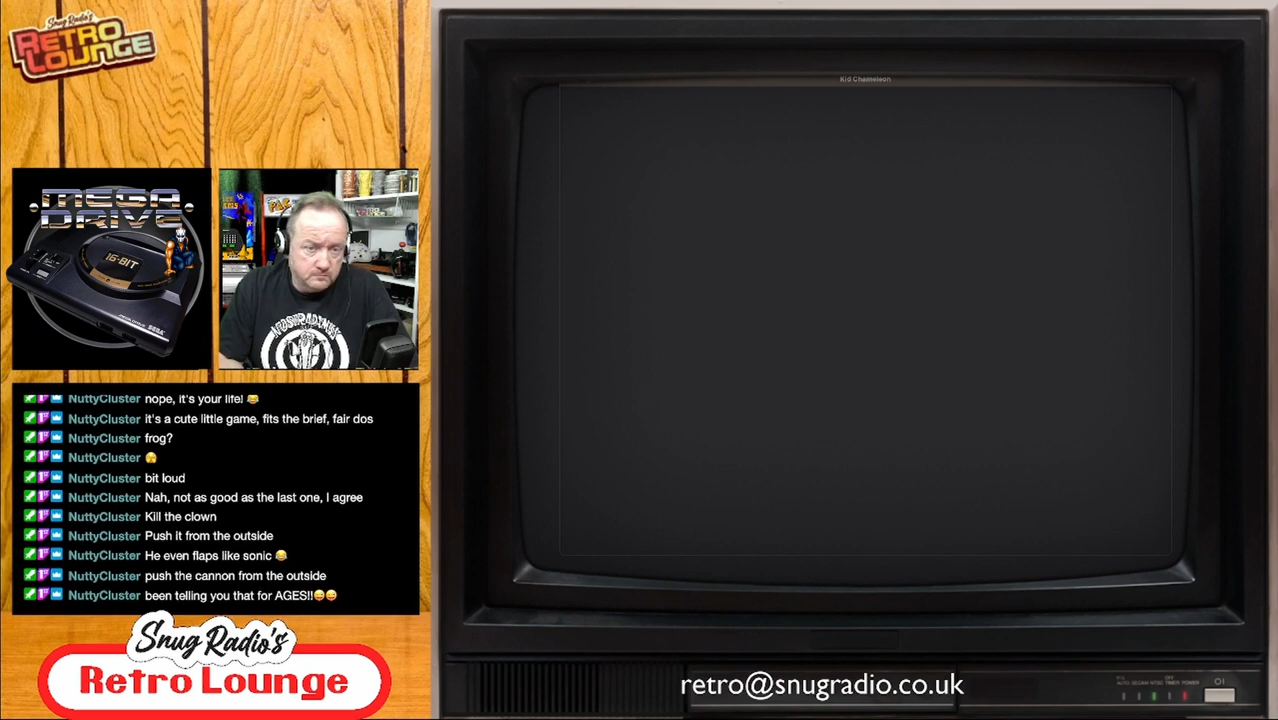 Snug Radio's
RETRO
LOUNGE
MEGA
DRIVE
16-BIT
SEGA
PAC
Kid Chameleon
NuttyCluster nope, it's your life! 😂
NuttyCluster it's a cute little game, fits the brief, fair dos
NuttyCluster frog?
NuttyCluster 🫣
NuttyCluster bit loud
NuttyCluster Nah, not as good as the last one, I agree
NuttyCluster Kill the clown
NuttyCluster Push it from the outside
NuttyCluster He even flaps like sonic 😂
NuttyCluster push the cannon from the outside
NuttyCluster been telling you that for AGES!!😜😜
Snug Radio's
Retro Lounge
retro@snugradio.co.uk